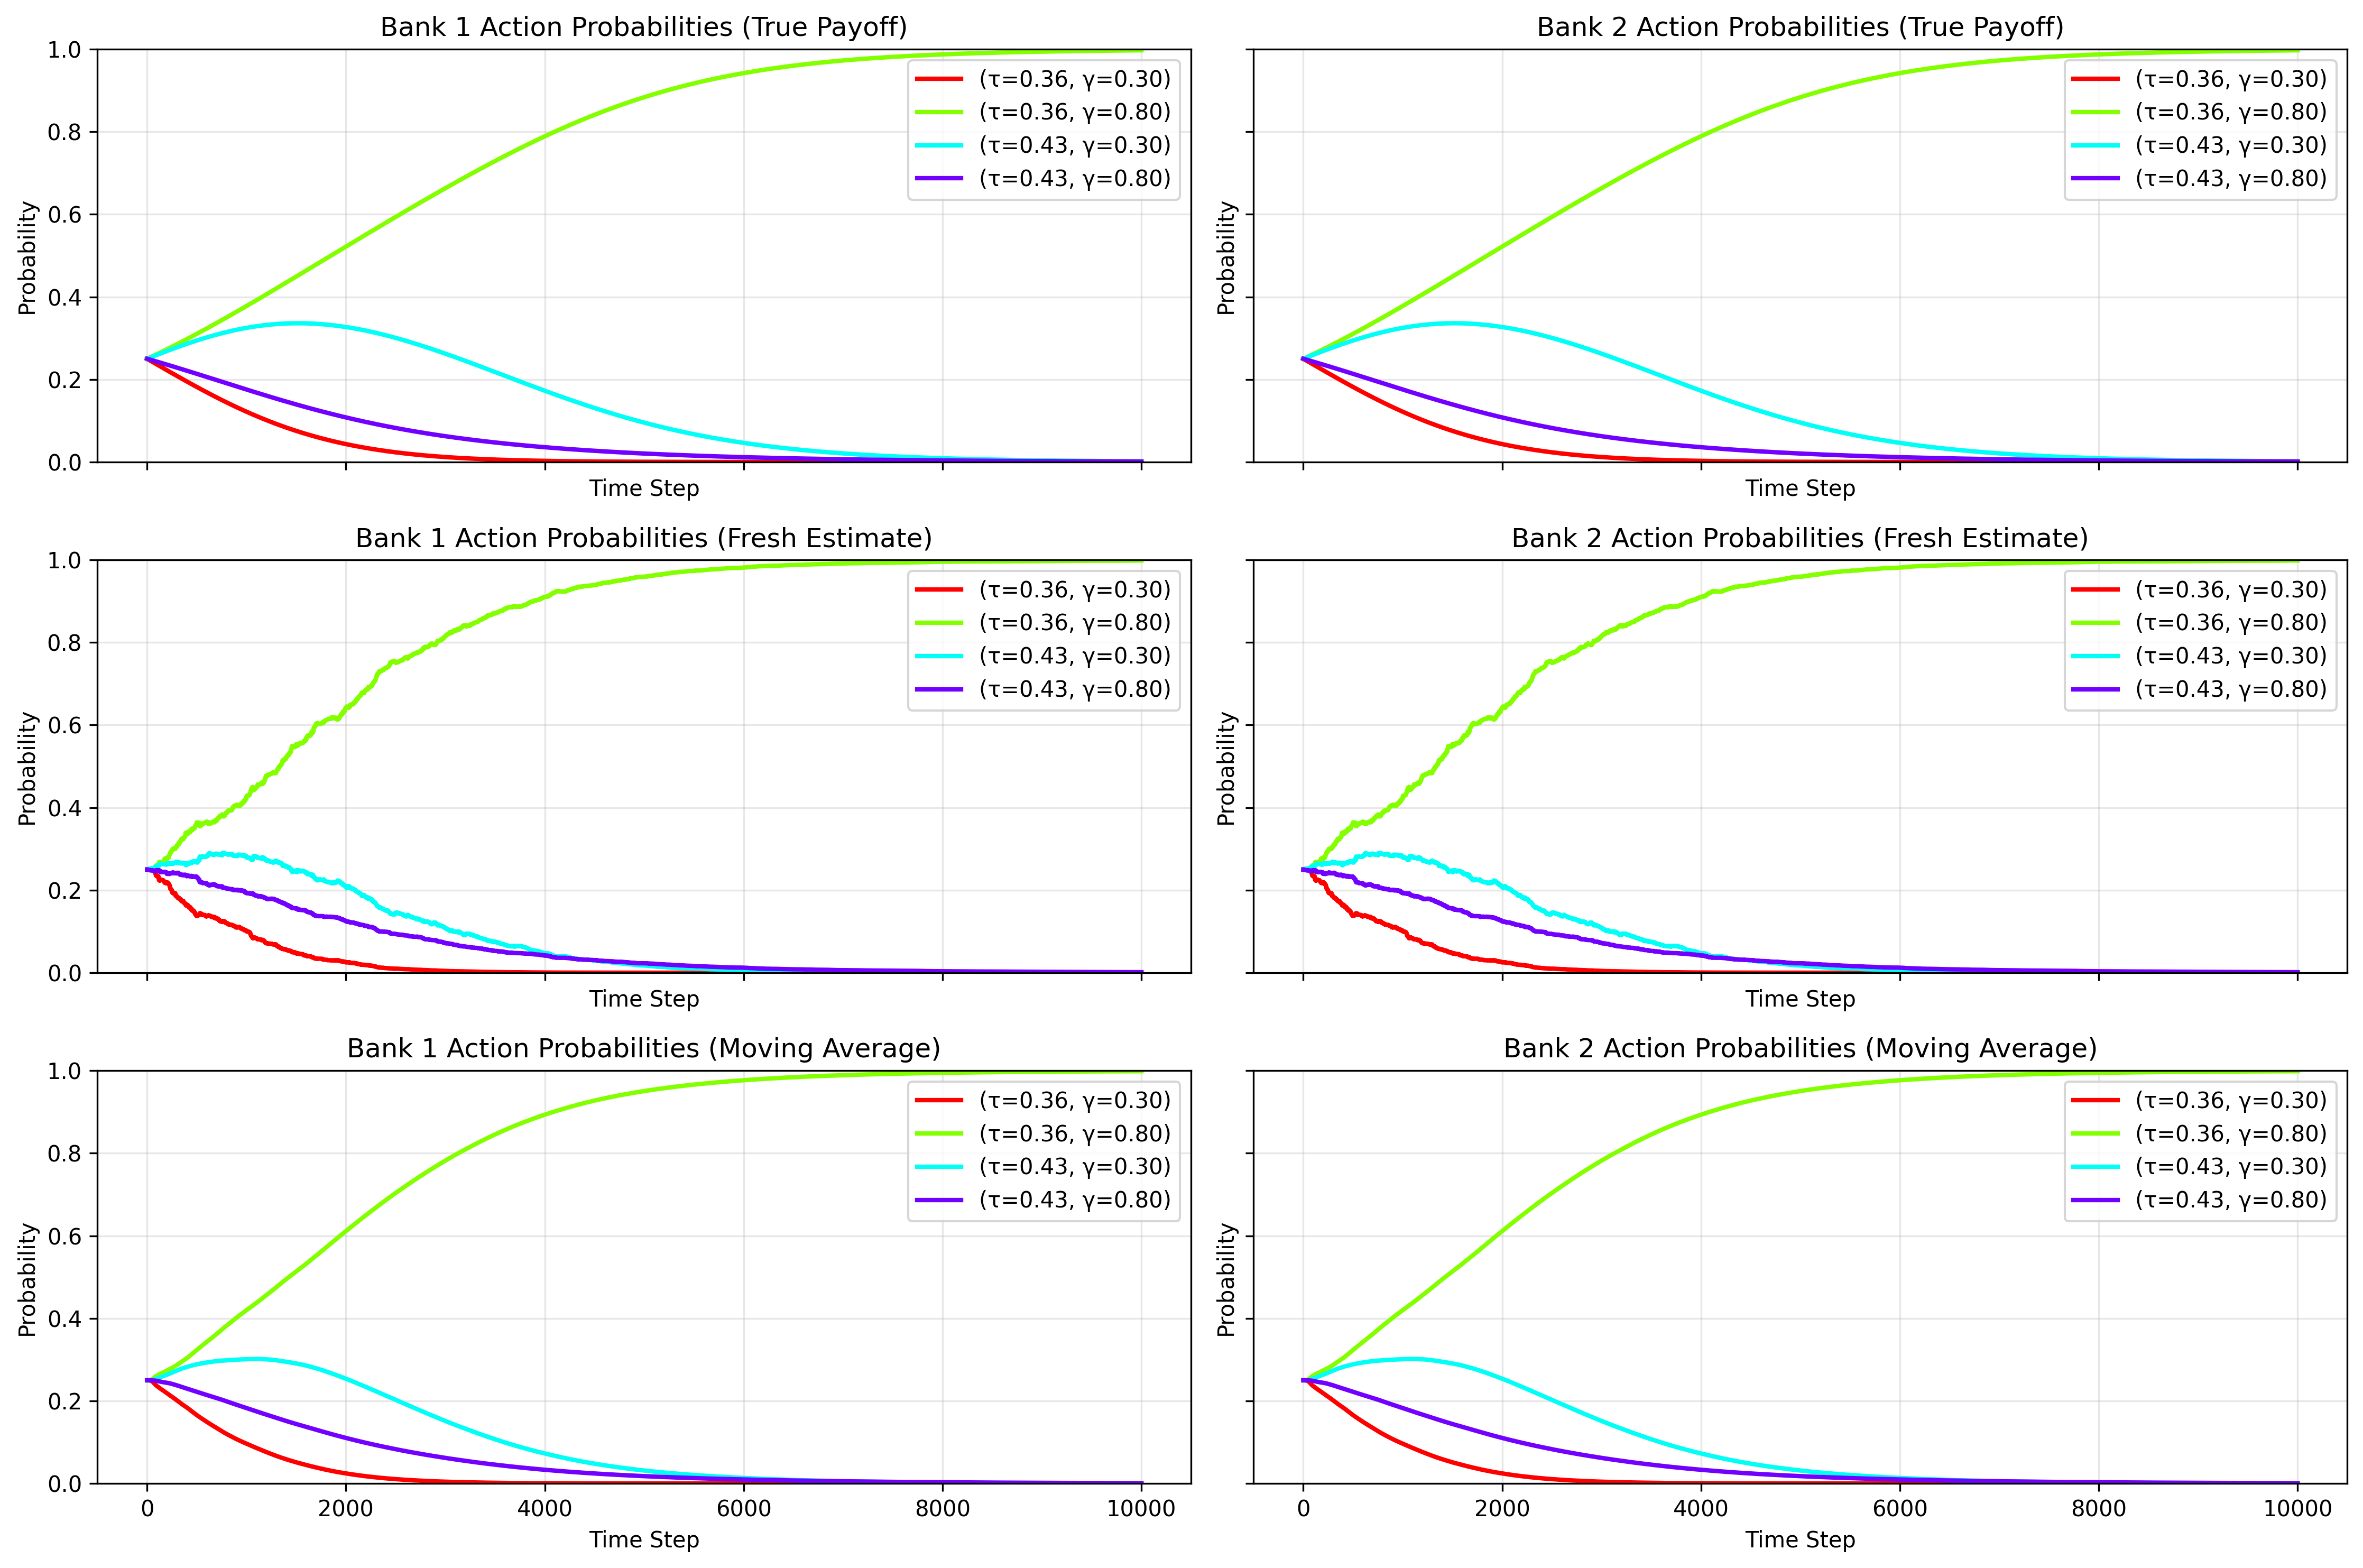 Bank 1 Action Probabilities (True Payoff)
1.0
0.8
0.6
0.4
0.2
0.0
Probability
Time Step
(τ=0.36, γ=0.30)
(τ=0.36, γ=0.80)
(τ=0.43, γ=0.30)
(τ=0.43, γ=0.80)
Bank 2 Action Probabilities (True Payoff)
Probability
Time Step
(τ=0.36, γ=0.30)
(τ=0.36, γ=0.80)
(τ=0.43, γ=0.30)
(τ=0.43, γ=0.80)
Bank 1 Action Probabilities (Fresh Estimate)
1.0
0.8
0.6
0.4
0.2
0.0
Probability
Time Step
(τ=0.36, γ=0.30)
(τ=0.36, γ=0.80)
(τ=0.43, γ=0.30)
(τ=0.43, γ=0.80)
Bank 2 Action Probabilities (Fresh Estimate)
Probability
Time Step
(τ=0.36, γ=0.30)
(τ=0.36, γ=0.80)
(τ=0.43, γ=0.30)
(τ=0.43, γ=0.80)
Bank 1 Action Probabilities (Moving Average)
1.0
0.8
0.6
0.4
0.2
0.0
Probability
(τ=0.36, γ=0.30)
(τ=0.36, γ=0.80)
(τ=0.43, γ=0.30)
(τ=0.43, γ=0.80)
0 2000 4000 6000 8000 10000
Time Step
Bank 2 Action Probabilities (Moving Average)
Probability
(τ=0.36, γ=0.30)
(τ=0.36, γ=0.80)
(τ=0.43, γ=0.30)
(τ=0.43, γ=0.80)
0 2000 4000 6000 8000 10000
Time Step